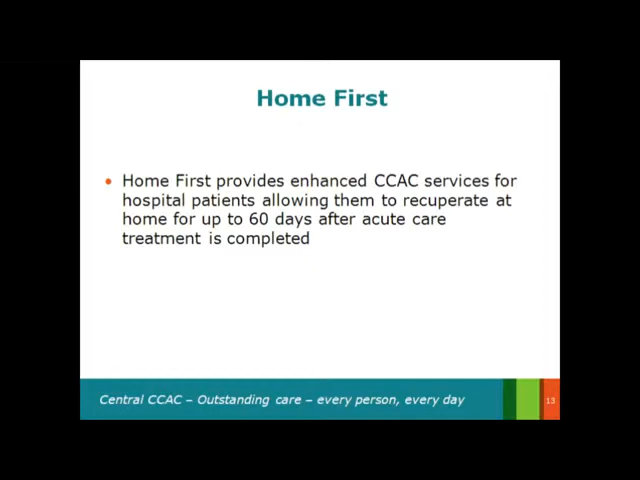 Home First
• Home First provides enhanced CCAC services for
hospital patients allowing them to recuperate at
home for up to 60 days after acute care
treatment is completed
Central CCAC – Outstanding care – every person, every day
13